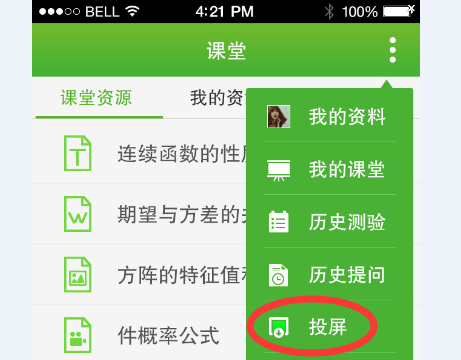 BELL 4:21 PM 100%
课堂
课堂资源 我的资
我的资料
连续函数的性
我的课堂
期望与方差的
历史测验
方阵的特征值
历史提问
件概率公式
投屏